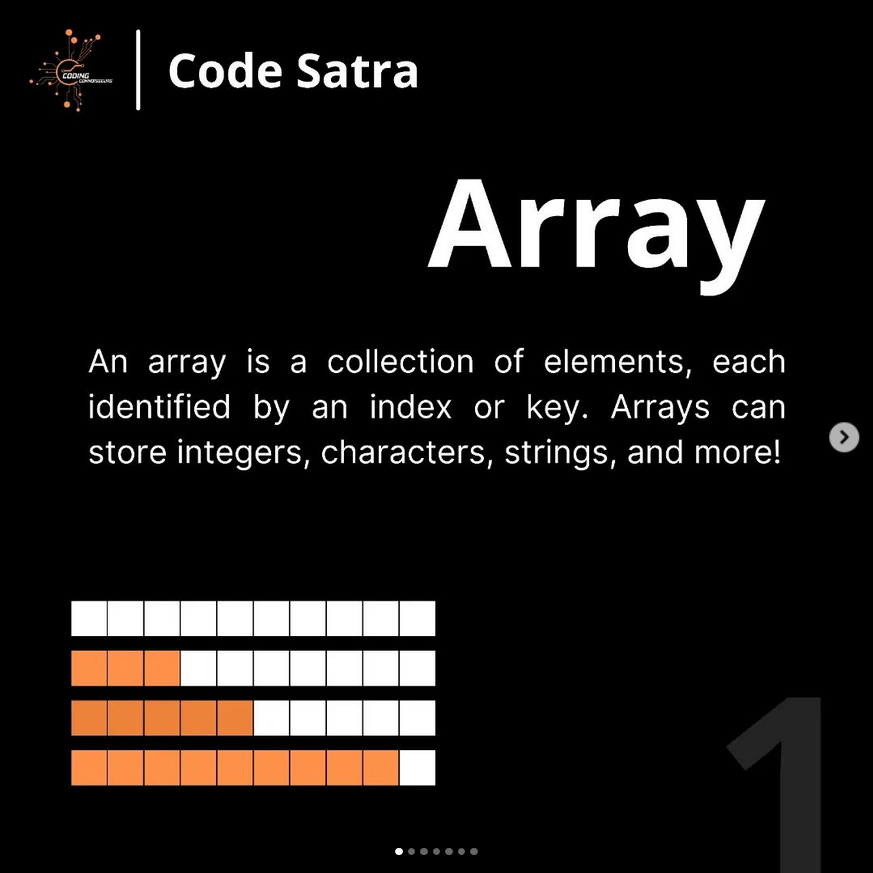 CODING
CONNOISSEURS
Code Satra
Array
An array is a collection of elements, each
identified by an index or key. Arrays can
store integers, characters, strings, and more!
1